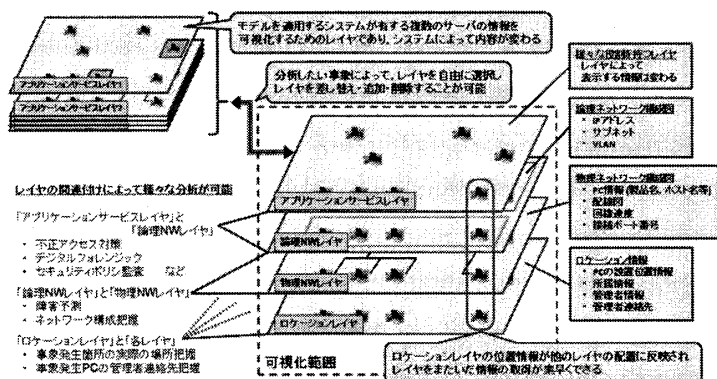 モデルを適用するシステムが有する複数のサーバの情報を
可視化するためのレイヤであり、システムによって内容が変わる
アプリケーションサービスレイヤ1
アプリケーションサービスレイヤ2
分析したい事象によって、レイヤを自由に選択し
レイヤを差し替え・追加・削除することが可能
様々な役割を持つレイヤ
レイヤによって
表示する情報は変わる
論理ネットワーク構成図
・ IPアドレス
・ サブネット
・ VLAN
物理ネットワーク構成図
・ PC情報(製品名、ホスト名等)
・ 配線図
・ 回線速度
・ 接続ポート番号
ロケーション情報
・ PCの設置位置情報
・ 所属情報
・ 管理者情報
・ 管理者連絡先
レイヤの関連付けによって様々な分析が可能
「アプリケーションサービスレイヤ」と
「論理NWレイヤ」
・ 不正アクセス対策
・ デジタルフォレンジック
・ セキュリティポリシ監査 など
「論理NWレイヤ」と「物理NWレイヤ」
・ 障害予測
・ ネットワーク構成把握
「ロケーションレイヤ」と「各レイヤ」
・ 事象発生箇所の実際の場所把握
・ 事象発生PCの管理者連絡先把握
アプリケーションサービスレイヤ
論理NWレイヤ
物理NWレイヤ
ロケーションレイヤ
可視化範囲
ロケーションレイヤの位置情報が他のレイヤの配置に反映され
レイヤをまたいだ情報の取得が素早くできる